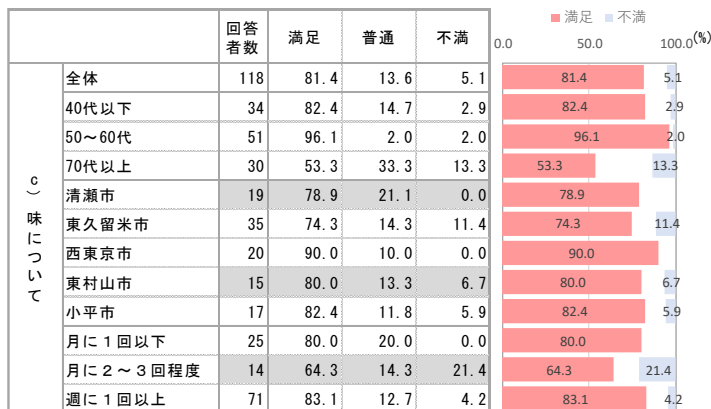 満足 不満
回答者数 満足 普通 不満
0.0 50.0 100.0 (%)
c）味について
全体 118 81.4 13.6 5.1 81.4 5.1
40代以下 34 82.4 14.7 2.9 82.4 2.9
50～60代 51 96.1 2.0 2.0 96.1 2.0
70代以上 30 53.3 33.3 13.3 53.3 13.3
清瀬市 19 78.9 21.1 0.0 78.9
東久留米市 35 74.3 14.3 11.4 74.3 11.4
西東京市 20 90.0 10.0 0.0 90.0
東村山市 15 80.0 13.3 6.7 80.0 6.7
小平市 17 82.4 11.8 5.9 82.4 5.9
月に１回以下 25 80.0 20.0 0.0 80.0
月に２～３回程度 14 64.3 14.3 21.4 64.3 21.4
週に１回以上 71 83.1 12.7 4.2 83.1 4.2